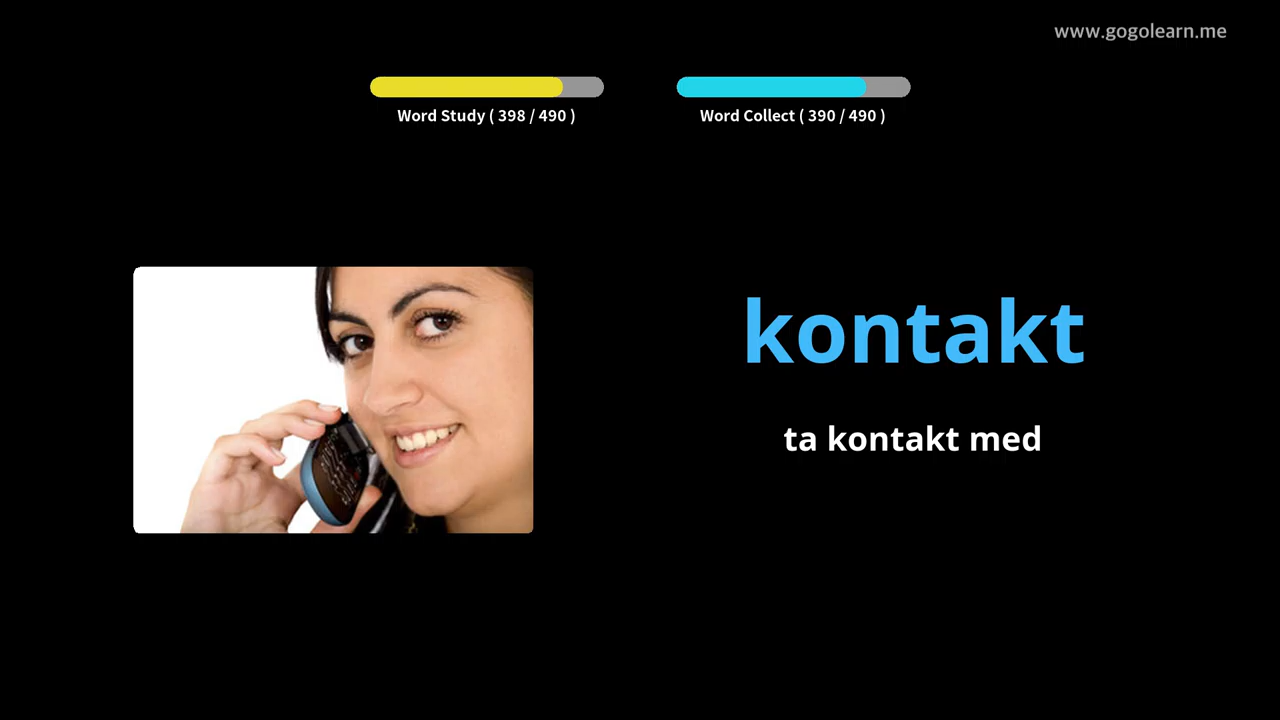 www.gogolearn.me
Word Study ( 398 / 490 )
Word Collect ( 390 / 490 )
kontakt
ta kontakt med